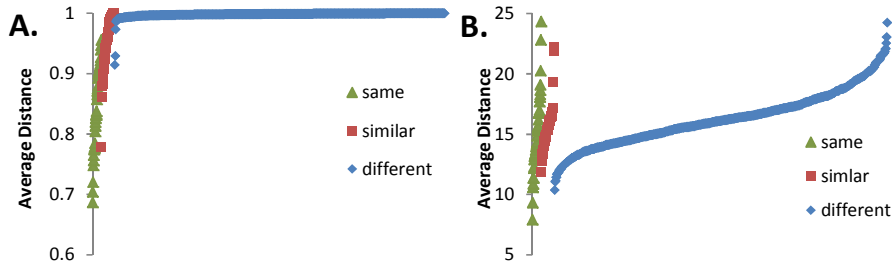 A.
Average Distance
1
0.9
0.8
0.7
0.6
same
similar
different
B.
Average Distance
25
20
15
10
5
same
simlar
different